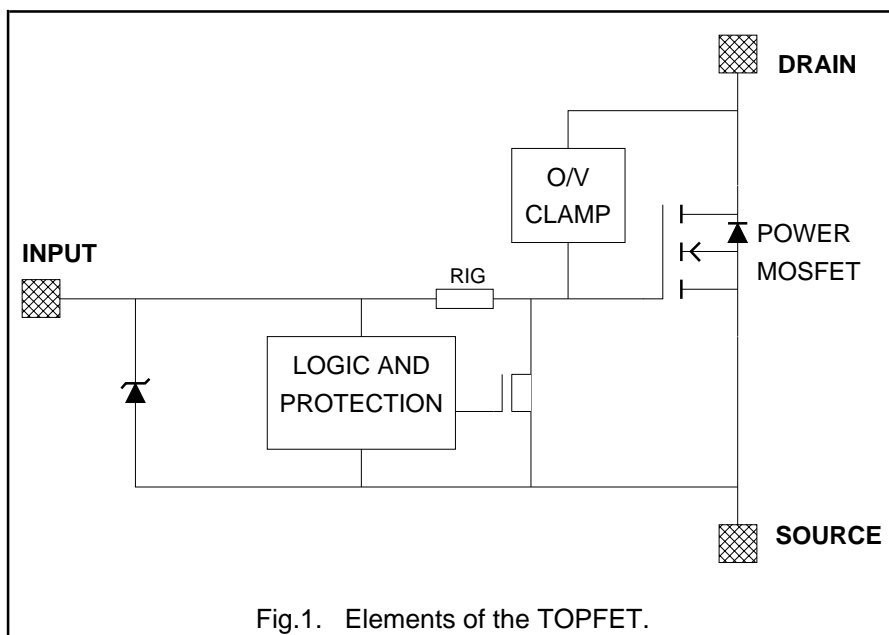 DRAIN
O/V
CLAMP
POWER
MOSFET
INPUT
RIG
LOGIC AND
PROTECTION
SOURCE
Fig.1. Elements of the TOPFET.